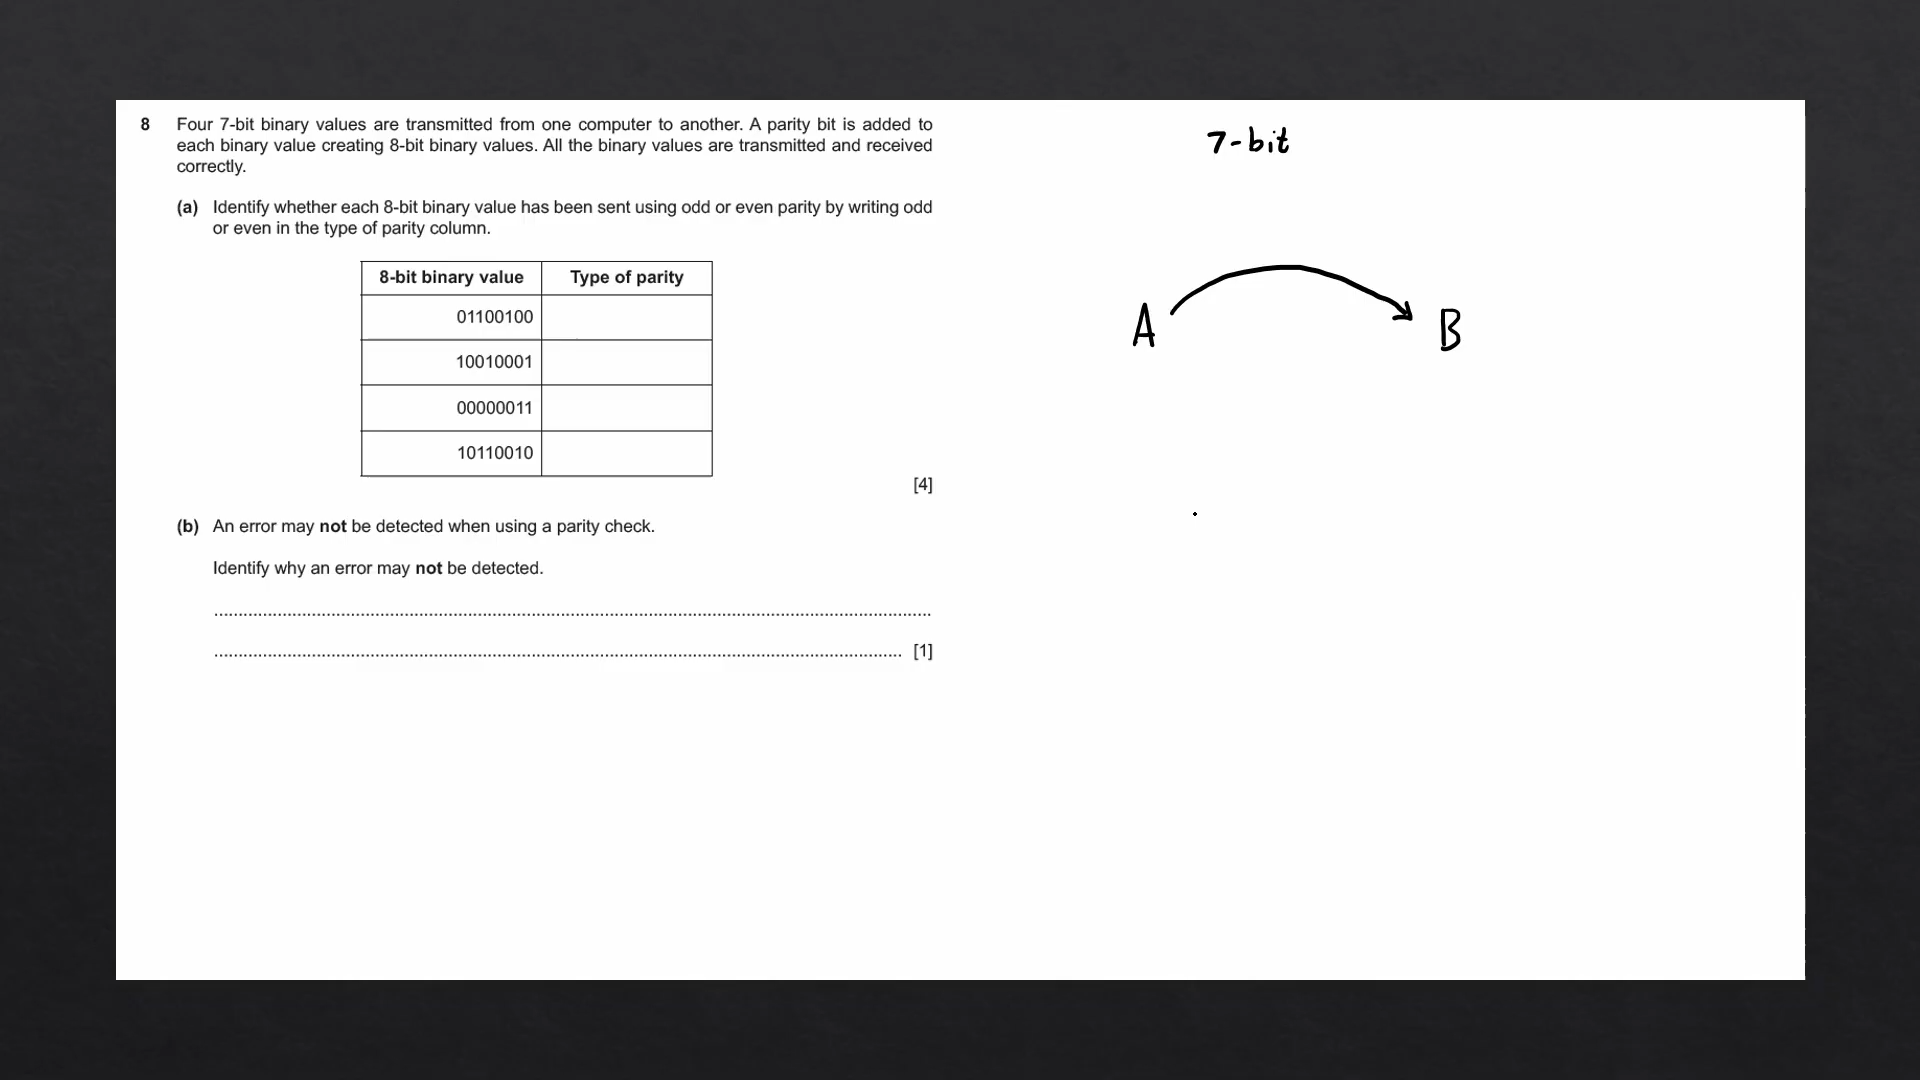 8 Four 7-bit binary values are transmitted from one computer to another. A parity bit is added to
each binary value creating 8-bit binary values. All the binary values are transmitted and received
correctly.
(a) Identify whether each 8-bit binary value has been sent using odd or even parity by writing odd
or even in the type of parity column.
8-bit binary value Type of parity
01100100
10010001
00000011
10110010
[4]
(b) An error may not be detected when using a parity check.
Identify why an error may not be detected.
[1]
7-bit
A B